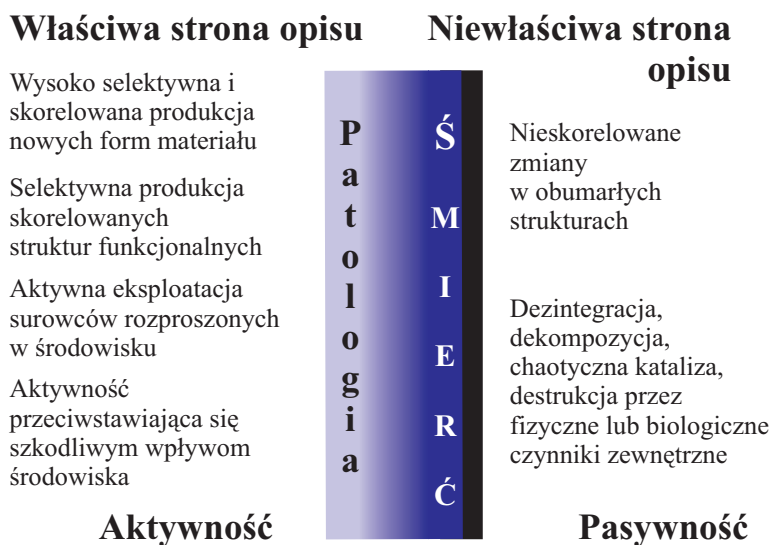 Właściwa strona opisu
Wysoko selektywna i
skorelowana produkcja
nowych form materiału
Selektywna produkcja
skorelowanych
struktur funkcjonalnych
Aktywna eksploatacja
surowców rozproszonych
w środowisku
Aktywność
przeciwstawiająca się
szkodliwym wpływom
środowiska
Aktywność
Patologia
ŚMIERĆ
Niewłaściwa strona
opisu
Nieskorelowane
zmiany
w obumarłych
strukturach
Dezintegracja,
dekompozycja,
chaotyczna kataliza,
destrukcja przez
fizyczne lub biologiczne
czynniki zewnętrzne
Pasywność